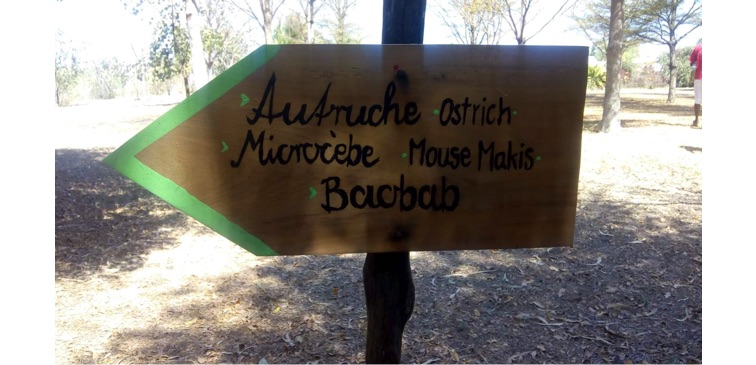 Autruche Ostrich
Microcèbe Mouse Makis
Baobab